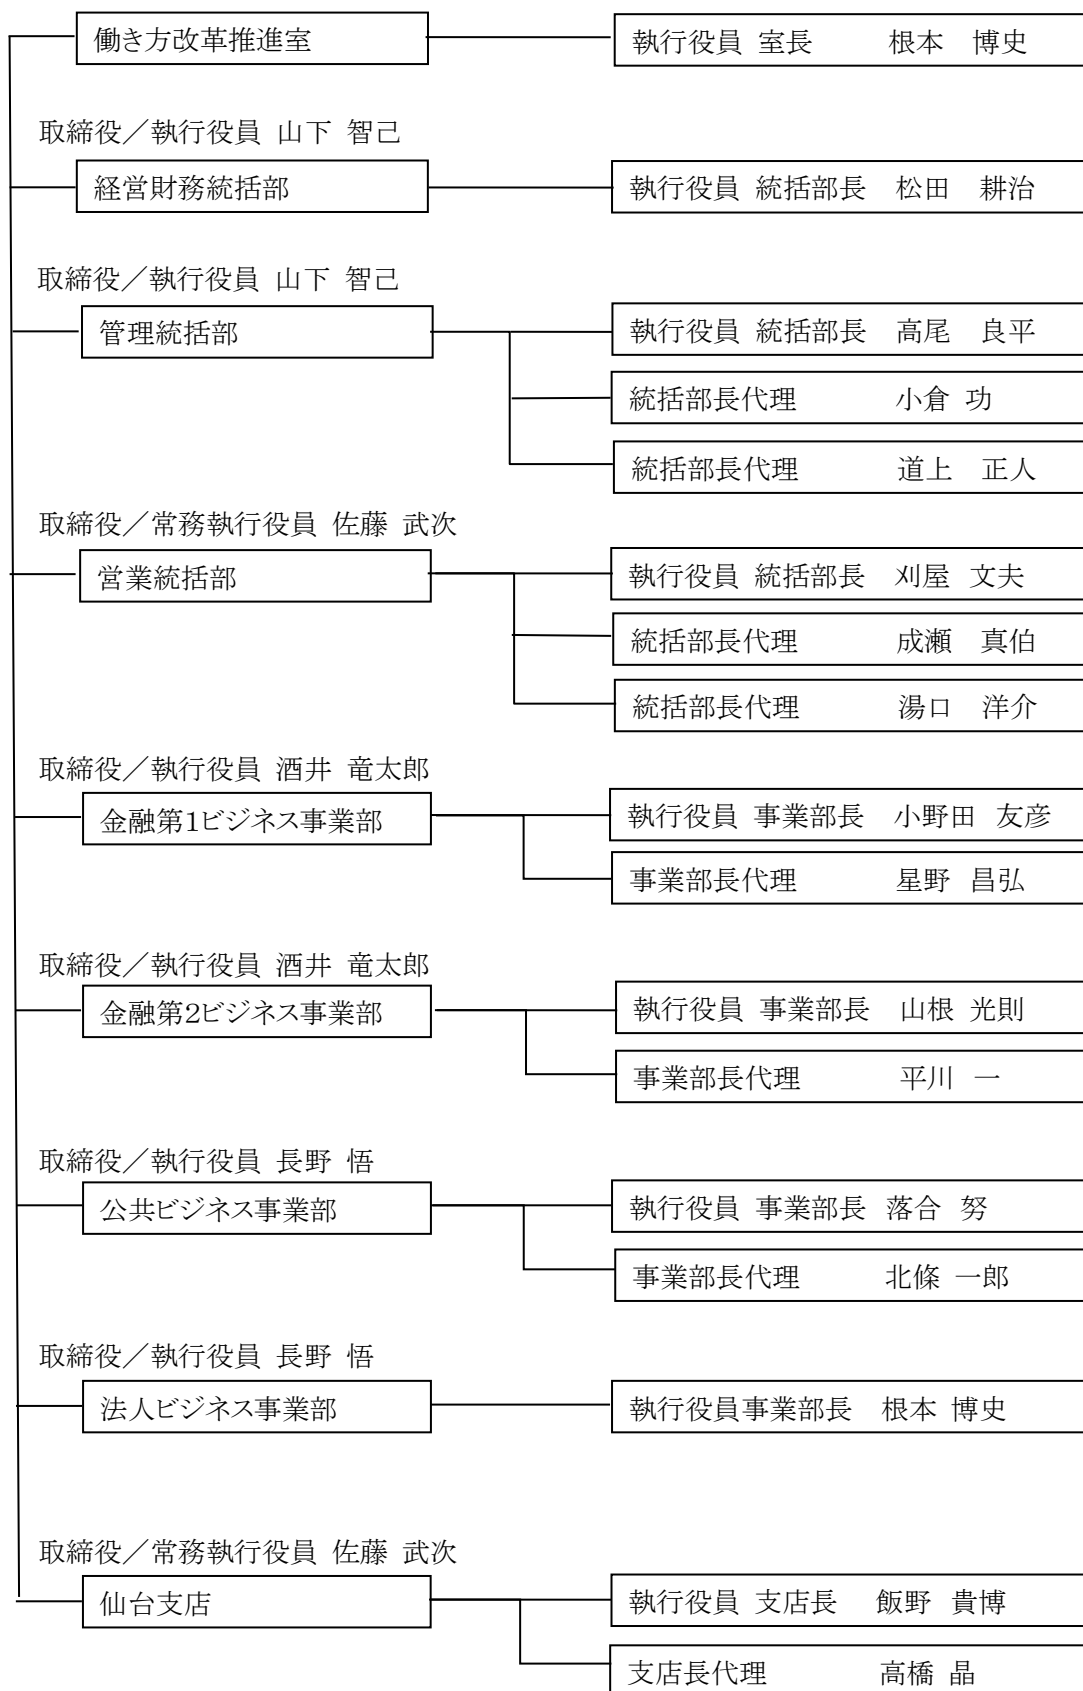 働き方改革推進室 執行役員 室長 根本 博史
取締役／執行役員 山下 智己
経営財務統括部 執行役員 統括部長 松田 耕治
取締役／執行役員 山下 智己
管理統括部 執行役員 統括部長 高尾 良平
統括部長代理 小倉 功
統括部長代理 道上 正人
取締役／常務執行役員 佐藤 武次
営業統括部 執行役員 統括部長 刈屋 文夫
統括部長代理 成瀬 真伯
統括部長代理 湯口 洋介
取締役／執行役員 酒井 竜太郎
金融第1ビジネス事業部 執行役員 事業部長 小野田 友彦
事業部長代理 星野 昌弘
取締役／執行役員 酒井 竜太郎
金融第2ビジネス事業部 執行役員 事業部長 山根 光則
事業部長代理 平川 一
取締役／執行役員 長野 悟
公共ビジネス事業部 執行役員 事業部長 落合 努
事業部長代理 北條 一郎
取締役／執行役員 長野 悟
法人ビジネス事業部 執行役員事業部長 根本 博史
取締役／常務執行役員 佐藤 武次
仙台支店 執行役員 支店長 飯野 貴博
支店長代理 高橋 晶